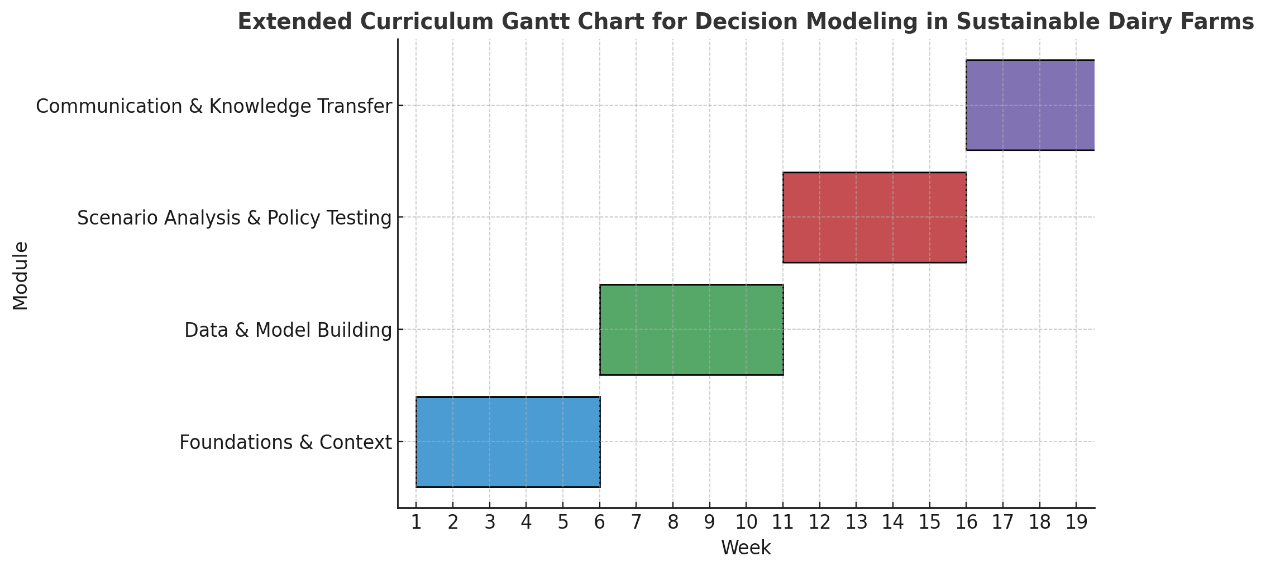 Extended Curriculum Gantt Chart for Decision Modeling in Sustainable Dairy Farms
Communication & Knowledge Transfer
Scenario Analysis & Policy Testing
Data & Model Building
Foundations & Context
Module
1 2 3 4 5 6 7 8 9 10 11 12 13 14 15 16 17 18 19
Week